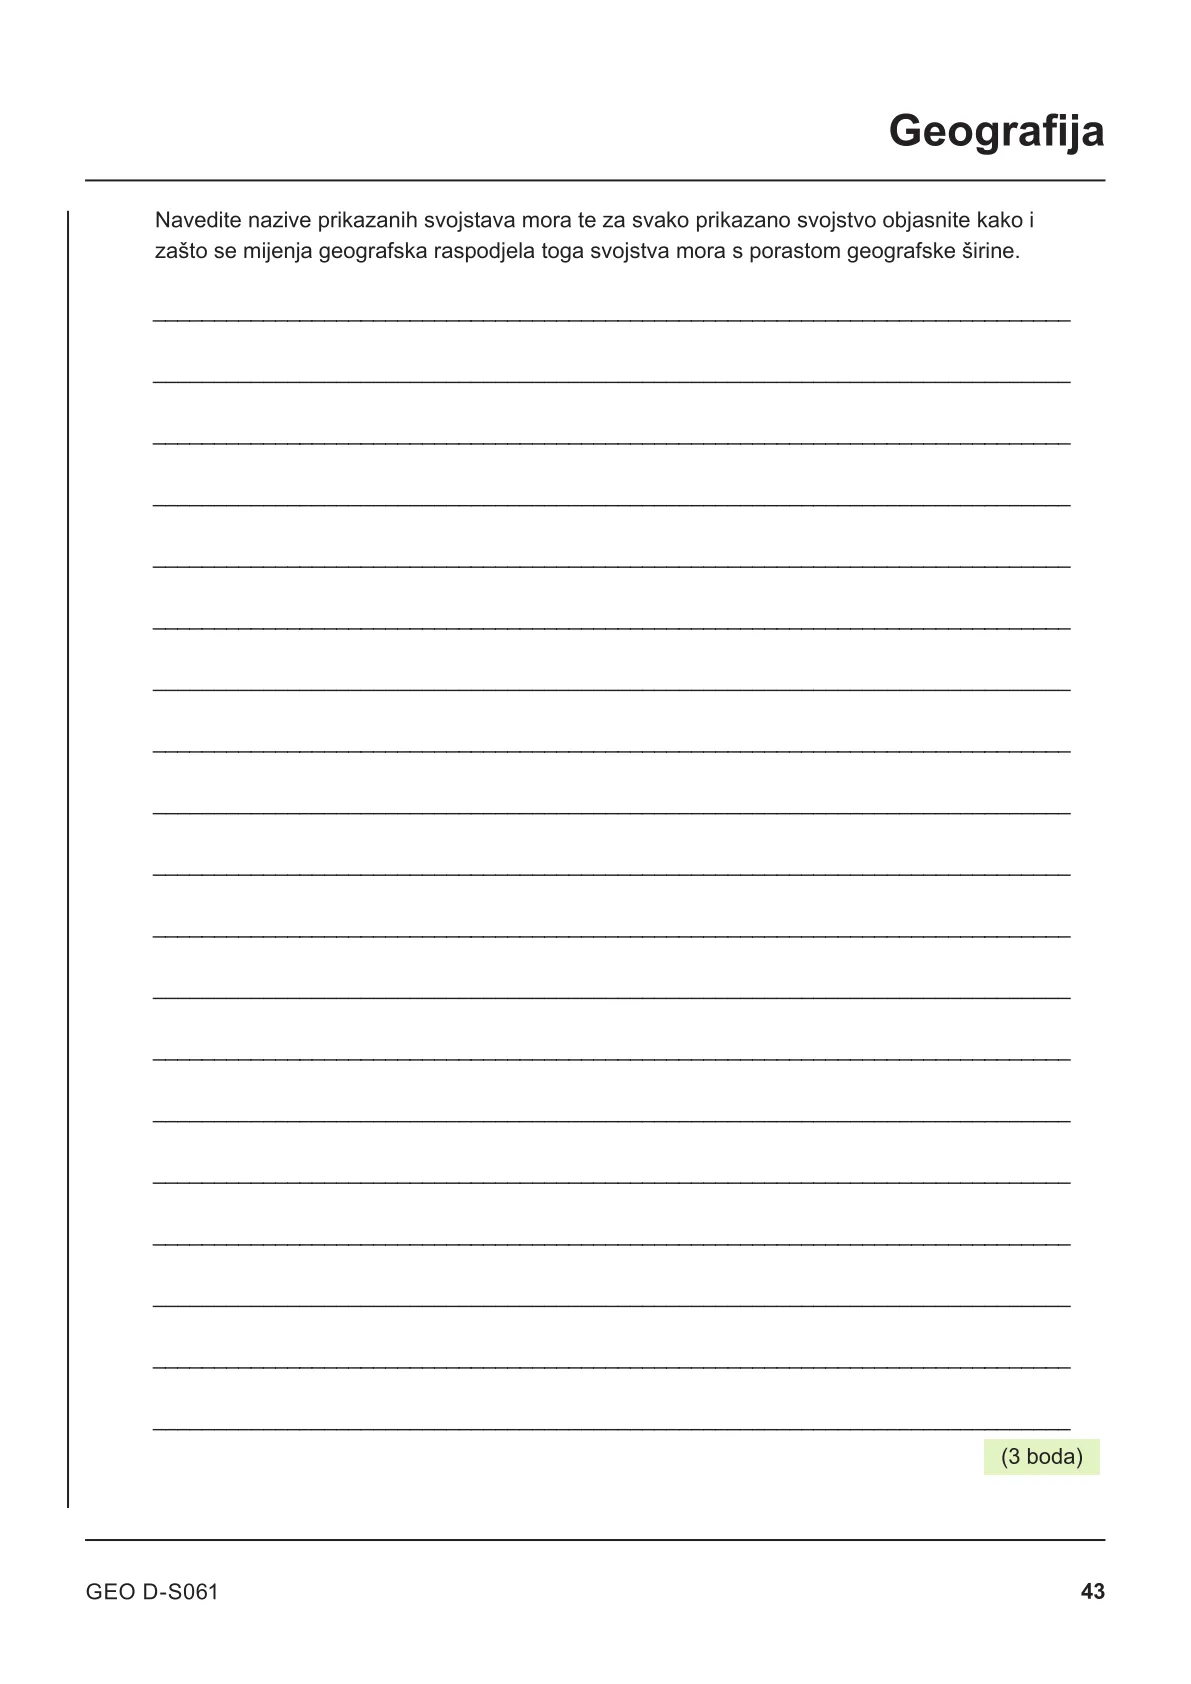 Geografija
Navedite nazive prikazanih svojstava mora te za svako prikazano svojstvo objasnite kako i
zašto se mijenja geografska raspodjela toga svojstva mora s porastom geografske širine.
(3 boda)
GEO D-S061
43